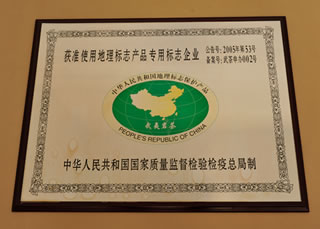 获准使用地理标志产品专用标志企业
公告号: 2005年第53号
备案号: 武茶申办0029
中华人民共和国地理标志保护产品
武夷岩茶
PEOPLE'S REPUBLIC OF CHINA
中华人民共和国国家质量监督检验检疫总局制